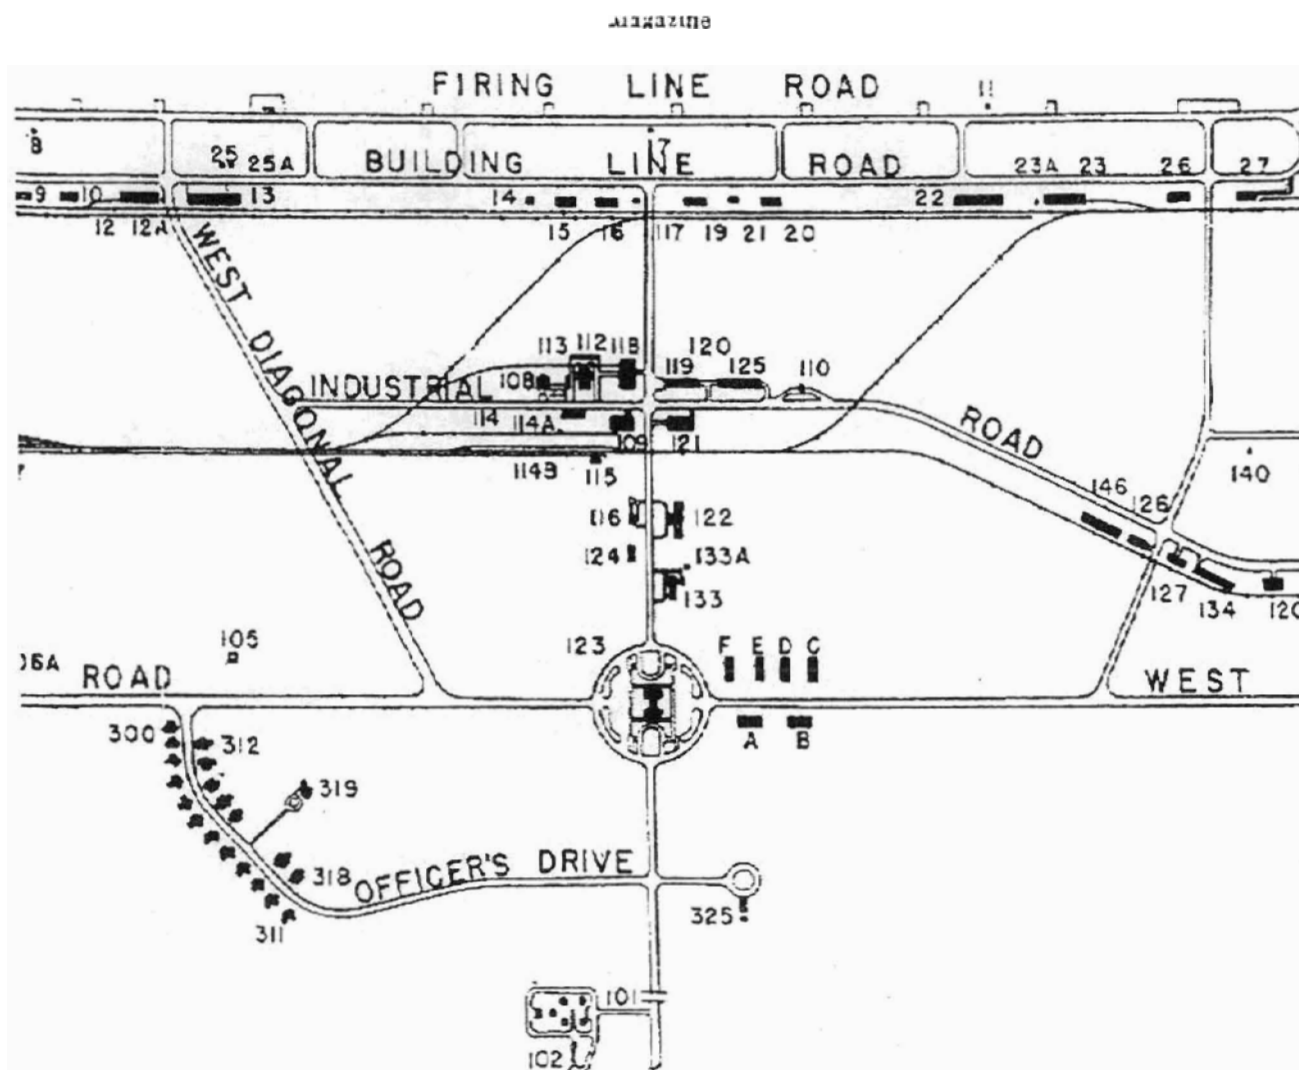 Magazine
FIRING LINE ROAD
11
8
17
25 25A
BUILDING LINE ROAD
23A 23 26 27
9 10 13 14 22
12 12A 15 16 117 19 21 20
WEST DIAGONAL ROAD
113 112 118 120
119 125 110
108
INDUSTRIAL ROAD
114 114A 109 121
114B 115
146 126 140
116 122
124 133A
133
127 134 120
105
123
F E D C
06A
ROAD WEST
300 312
A B
319
318
OFFICER'S DRIVE
325
311
101
102